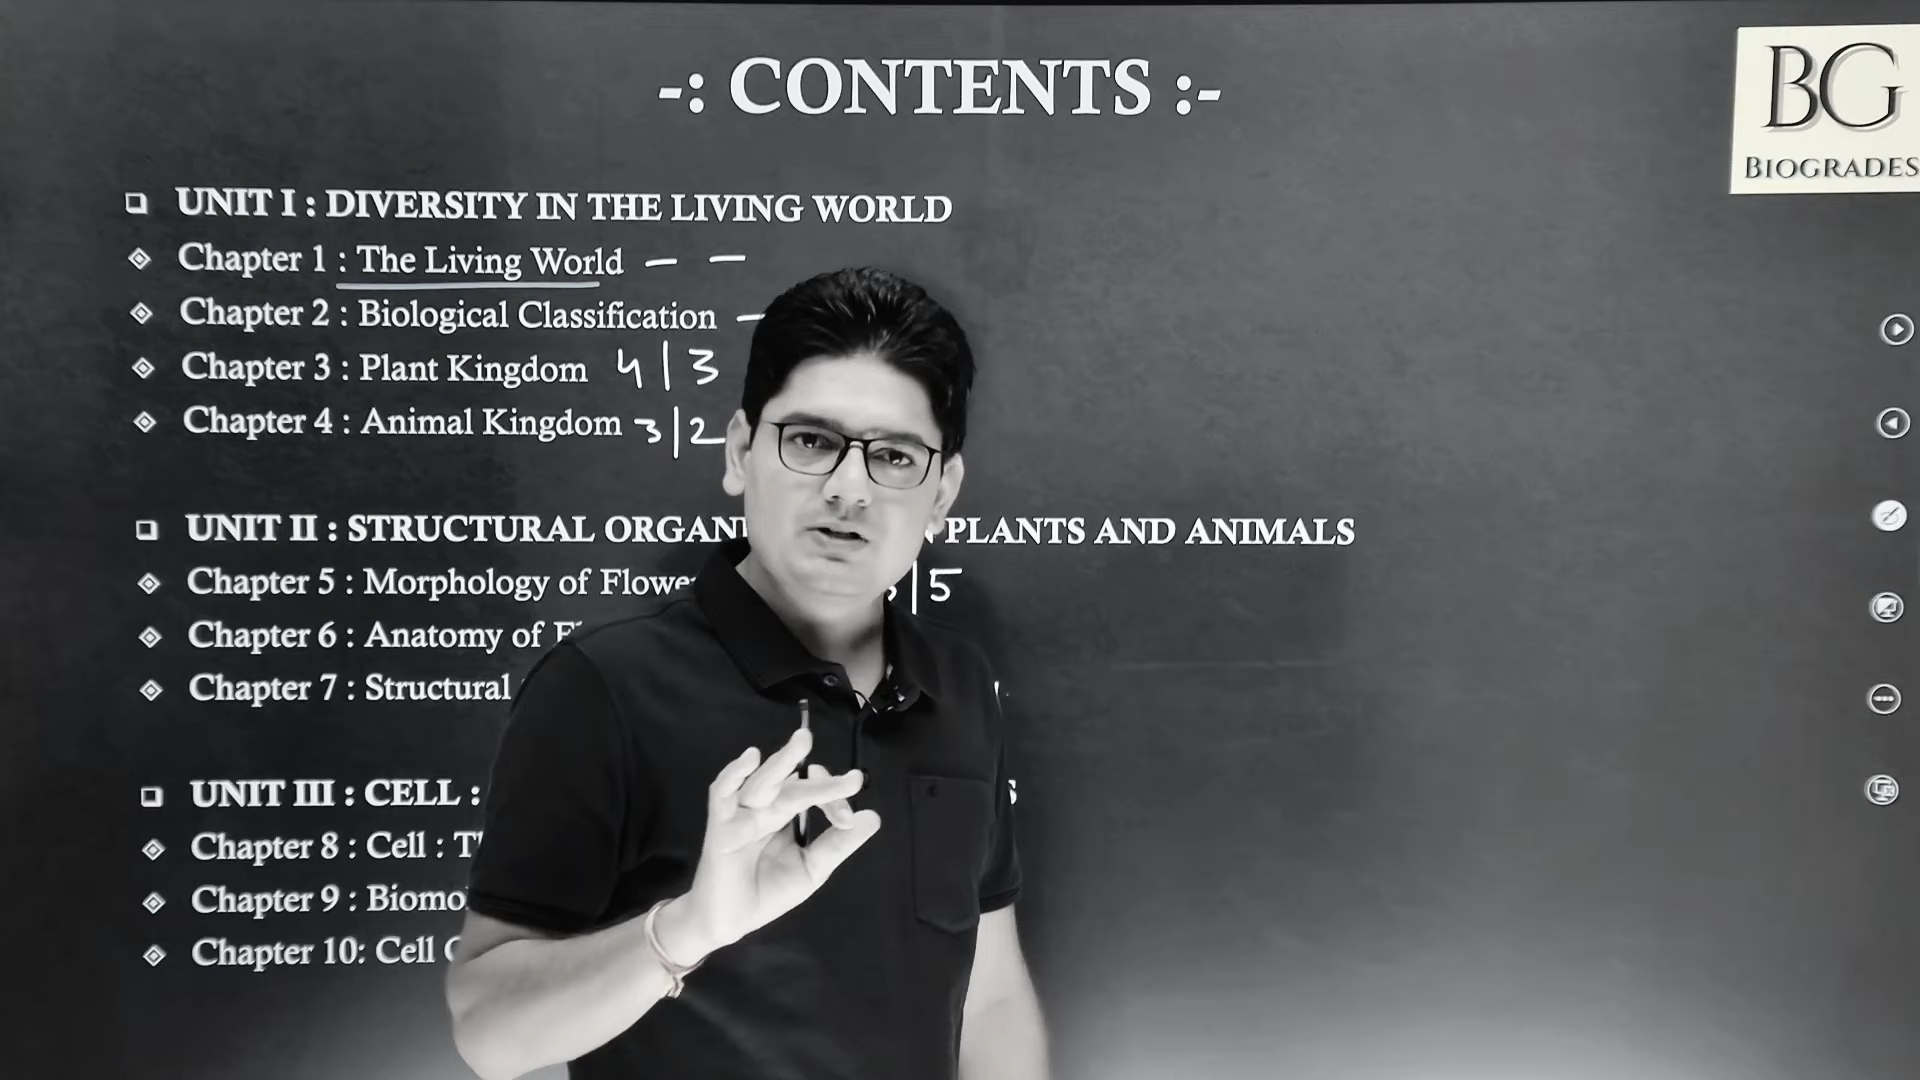 -: CONTENTS :-
BG
BIOGRADES
UNIT I : DIVERSITY IN THE LIVING WORLD
Chapter 1 : The Living World — —
Chapter 2 : Biological Classification —
Chapter 3 : Plant Kingdom 4 | 3
Chapter 4 : Animal Kingdom 3 | 2
UNIT II : STRUCTURAL PLANTS AND ANIMALS
Chapter 5 : Morphology of | 5
Chapter 6 : Anatomy of
Chapter 7 : Structural
UNIT III : CELL :
Chapter 8 : Cell :
Chapter 9 :
Chapter 10: Cell